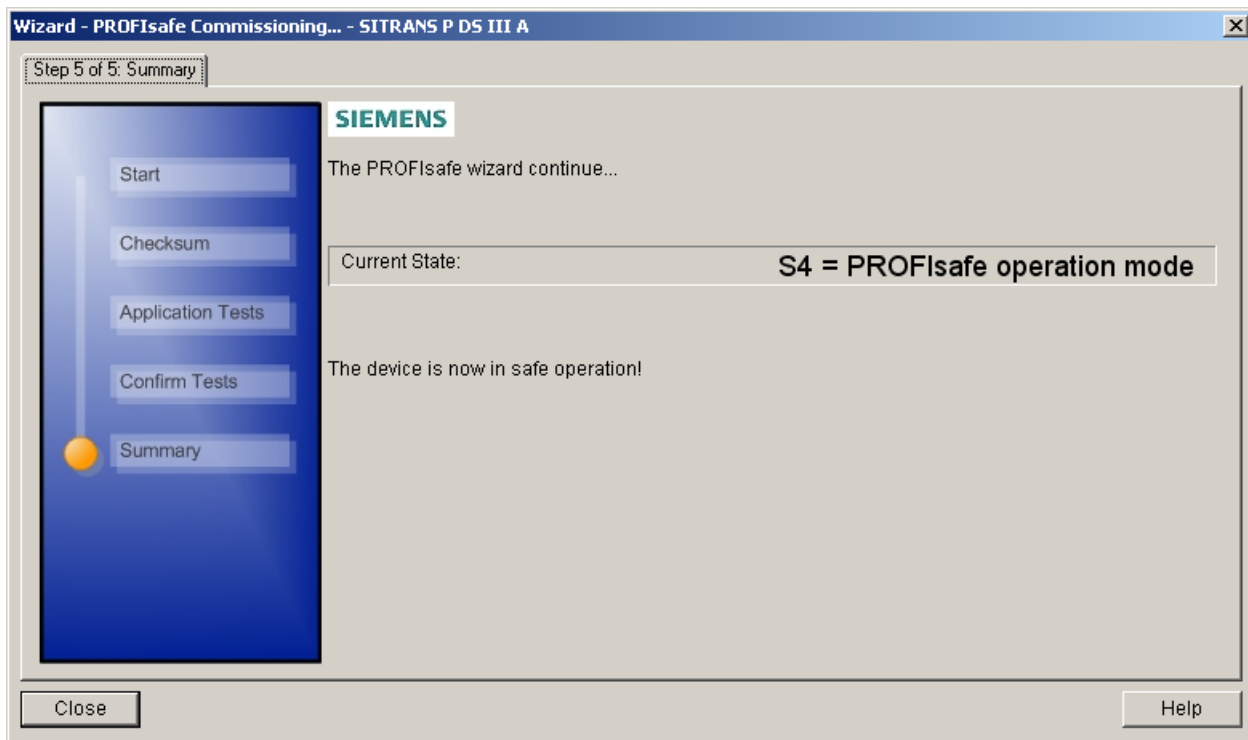 Wizard - PROFIsafe Commissioning... - SITRANS P DS III A
Step 5 of 5: Summary
SIEMENS
Start
The PROFIsafe wizard continue...
Checksum
Current State:
S4 = PROFIsafe operation mode
Application Tests
Confirm Tests
The device is now in safe operation!
Summary
Close
Help